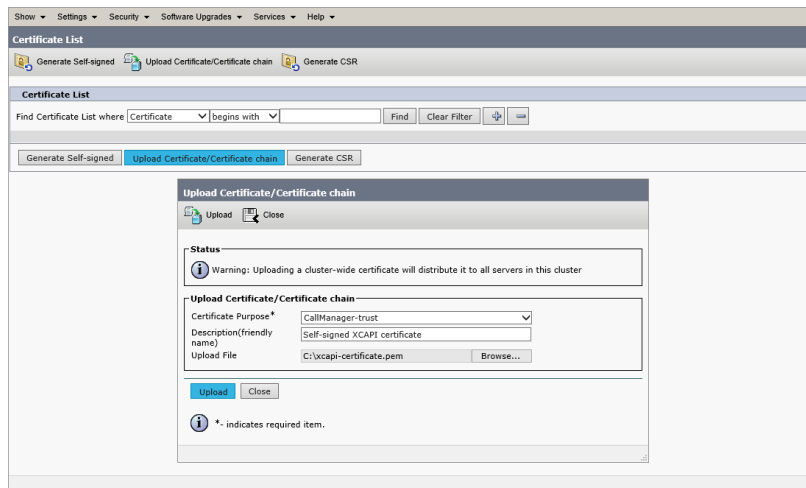 Show Settings Security Software Upgrades Services Help
Certificate List
Generate Self-signed Upload Certificate/Certificate chain Generate CSR
Certificate List
Find Certificate List where Certificate begins with Find Clear Filter
Generate Self-signed Upload Certificate/Certificate chain Generate CSR
Upload Certificate/Certificate chain
Upload Close
Status
Warning: Uploading a cluster-wide certificate will distribute it to all servers in this cluster
Upload Certificate/Certificate chain
Certificate Purpose* CallManager-trust
Description(friendly name) Self-signed XCAPI certificate
Upload File C:\xcapi-certificate.pem Browse...
Upload Close
*- indicates required item.